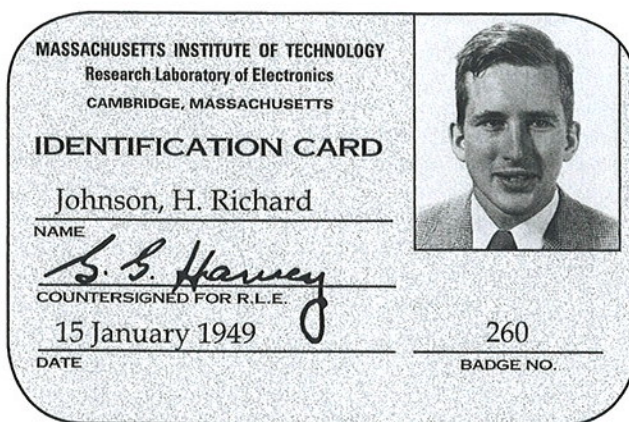 MASSACHUSETTS INSTITUTE OF TECHNOLOGY
Research Laboratory of Electronics
CAMBRIDGE, MASSACHUSETTS
IDENTIFICATION CARD
Johnson, H. Richard
NAME
G. G. Harvey
COUNTERSIGNED FOR R.L.E.
15 January 1949
DATE
260
BADGE NO.